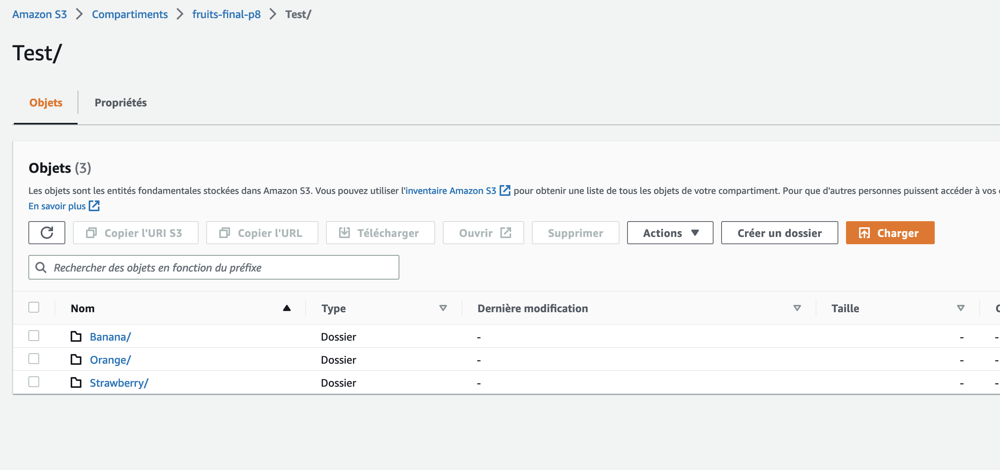 Amazon S3 > Compartiments > fruits-final-p8 > Test/
Test/
Objets Propriétés
Objets (3)
Les objets sont les entités fondamentales stockées dans Amazon S3. Vous pouvez utiliser l'inventaire Amazon S3 pour obtenir une liste de tous les objets de votre compartiment. Pour que d'autres personnes puissent accéder à vos
En savoir plus
Copier l'URI S3 Copier l'URL Télécharger Ouvrir Supprimer Actions Créer un dossier Charger
Rechercher des objets en fonction du préfixe
Nom Type Dernière modification Taille
Banana/ Dossier - - -
Orange/ Dossier - - -
Strawberry/ Dossier - - -